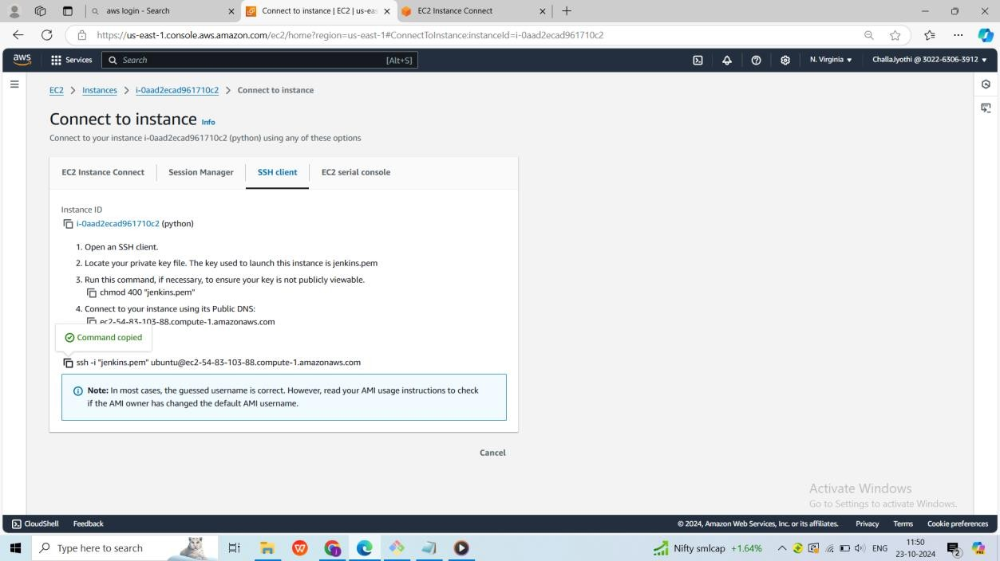 aws login - Search
Connect to instance | EC2 | us-eas
EC2 Instance Connect
https://us-east-1.console.aws.amazon.com/ec2/home?region=us-east-1#ConnectToInstance:instanceId=i-0aad2ecad961710c2
aws
Services
Search
[Alt+S]
N. Virginia
ChallaJyothi @ 3022-6306-3912
EC2 > Instances > i-0aad2ecad961710c2 > Connect to instance
Connect to instance Info
Connect to your instance i-0aad2ecad961710c2 (python) using any of these options
EC2 Instance Connect
Session Manager
SSH client
EC2 serial console
Instance ID
i-0aad2ecad961710c2 (python)
1. Open an SSH client.
2. Locate your private key file. The key used to launch this instance is jenkins.pem
3. Run this command, if necessary, to ensure your key is not publicly viewable.
chmod 400 "jenkins.pem"
4. Connect to your instance using its Public DNS:
ec2-54-83-103-88.compute-1.amazonaws.com
Command copied
ssh -i "jenkins.pem" ubuntu@ec2-54-83-103-88.compute-1.amazonaws.com
Note: In most cases, the guessed username is correct. However, read your AMI usage instructions to check
if the AMI owner has changed the default AMI username.
Cancel
Activate Windows
Go to Settings to activate Windows.
CloudShell
Feedback
© 2024, Amazon Web Services, Inc. or its affiliates.
Privacy
Terms
Cookie preferences
Type here to search
Nifty smlcap +1.64%
ENG
11:50
23-10-2024
2